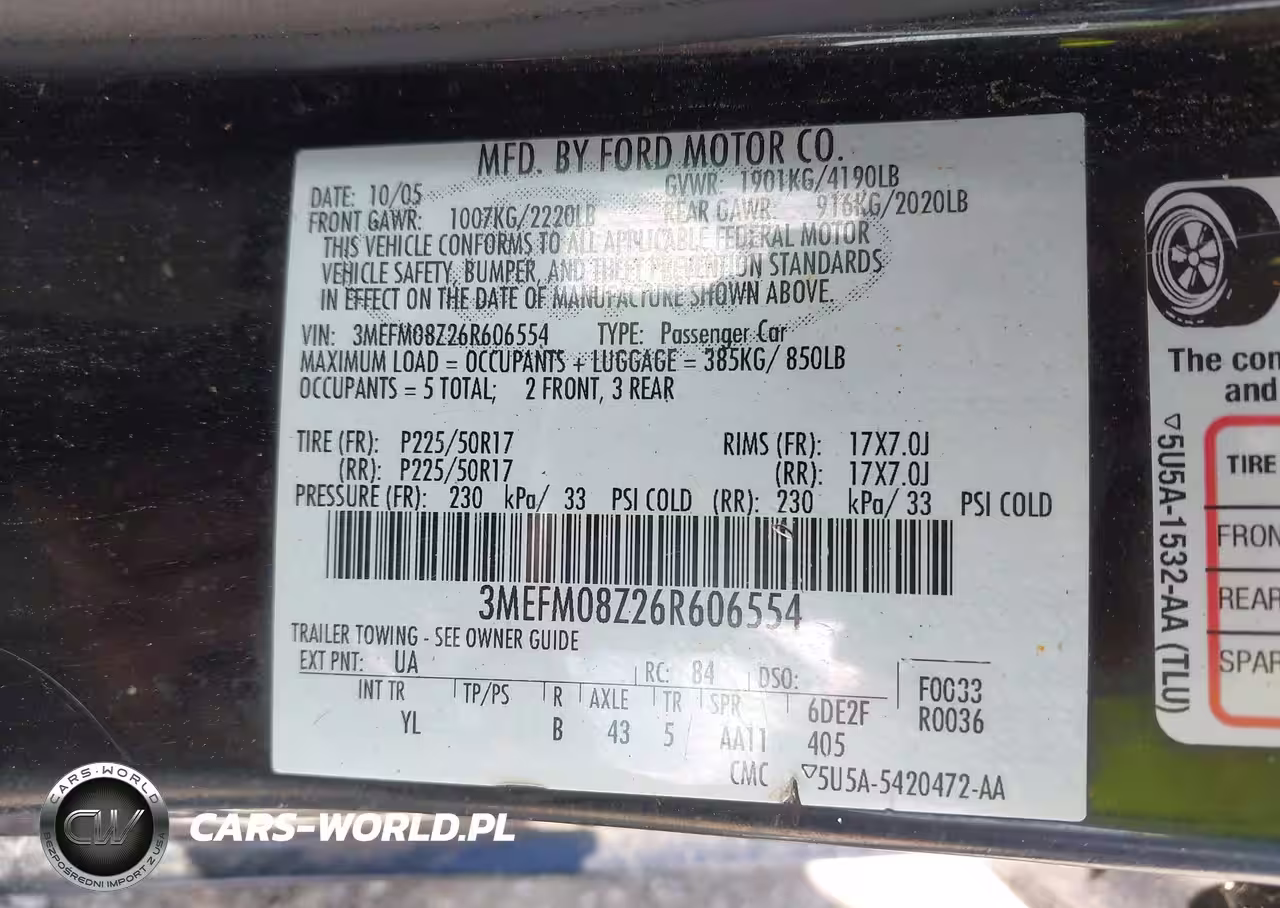 MFD. BY FORD MOTOR CO.
DATE: 10/05 GVWR: 1901KG/4190LB
FRONT GAWR: 1007KG/2220LB REAR GAWR: 916KG/2020LB
THIS VEHICLE CONFORMS TO ALL APPLICABLE FEDERAL MOTOR
VEHICLE SAFETY, BUMPER, AND THEFT PREVENTION STANDARDS
IN EFFECT ON THE DATE OF MANUFACTURE SHOWN ABOVE.
VIN: 3MEFM08Z26R606554 TYPE: Passenger Car
MAXIMUM LOAD = OCCUPANTS + LUGGAGE = 385KG/ 850LB
OCCUPANTS = 5 TOTAL; 2 FRONT, 3 REAR
TIRE (FR): P225/50R17 RIMS (FR): 17X7.0J
(RR): P225/50R17 (RR): 17X7.0J
PRESSURE (FR): 230 kPa/ 33 PSI COLD (RR): 230 kPa/ 33 PSI COLD
3MEFM08Z26R606554
TRAILER TOWING - SEE OWNER GUIDE
EXT PNT: UA RC: 84 DSO:
INT TR TP/PS R AXLE TR SPR 6DE2F F0033
YL B 43 5 AA11 405 R0036
CMC ▽5U5A-5420472-AA
The con
and
TIRE
FRON
REAR
SPAR
▽5U5A-1532-AA (TLU)
CARS-WORLD
CW
BEZPOŚREDNI IMPORT Z USA
CARS-WORLD.PL